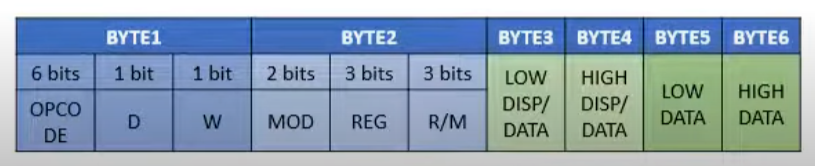 BYTE1 BYTE2 BYTE3 BYTE4 BYTE5 BYTE6
6 bits 1 bit 1 bit 2 bits 3 bits 3 bits
OPCO
DE
D W MOD REG R/M
LOW
DISP/
DATA
HIGH
DISP/
DATA
LOW
DATA
HIGH
DATA